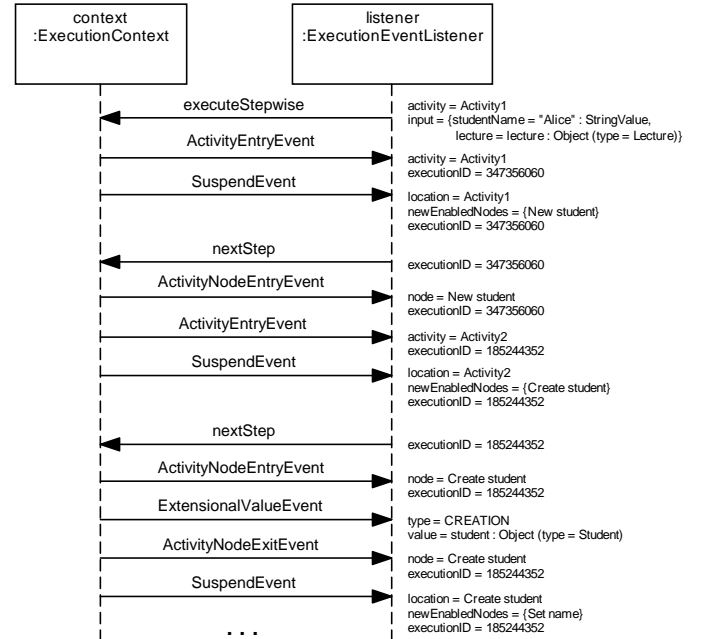 context
:ExecutionContext
listener
:ExecutionEventListener
executeStepwise
activity = Activity1
input = {studentName = "Alice" : StringValue,
lecture = lecture : Object (type = Lecture)}
ActivityEntryEvent
activity = Activity1
executionID = 347356060
SuspendEvent
location = Activity1
newEnabledNodes = {New student}
executionID = 347356060
nextStep
executionID = 347356060
ActivityNodeEntryEvent
node = New student
executionID = 347356060
ActivityEntryEvent
activity = Activity2
executionID = 185244352
SuspendEvent
location = Activity2
newEnabledNodes = {Create student}
executionID = 185244352
nextStep
executionID = 185244352
ActivityNodeEntryEvent
node = Create student
executionID = 185244352
ExtensionalValueEvent
type = CREATION
value = student : Object (type = Student)
ActivityNodeExitEvent
node = Create student
executionID = 185244352
SuspendEvent
location = Create student
newEnabledNodes = {Set name}
executionID = 185244352
...